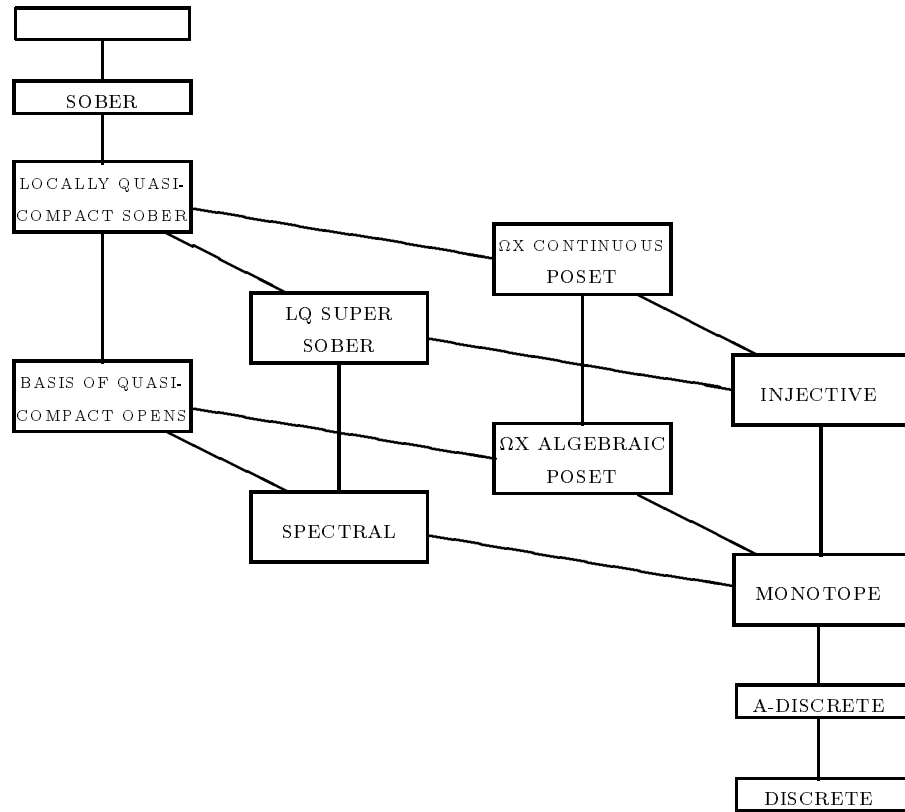 SOBER
LOCALLY QUASI-
COMPACT SOBER
ΩX CONTINUOUS
POSET
LQ SUPER
SOBER
BASIS OF QUASI-
COMPACT OPENS
INJECTIVE
ΩX ALGEBRAIC
POSET
SPECTRAL
MONOTOPE
A-DISCRETE
DISCRETE